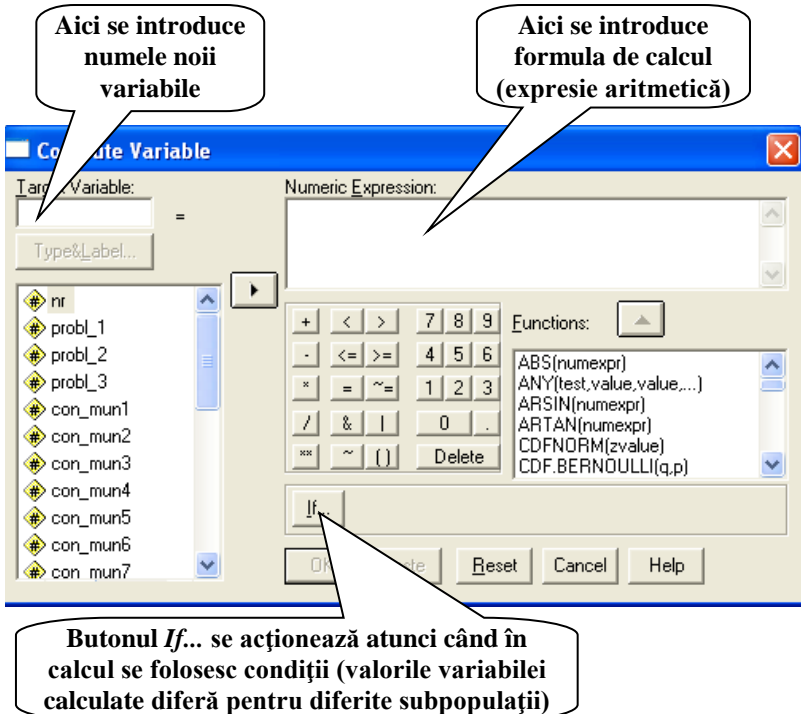 Aici se introduce
numele noii
variabile
Aici se introduce
formula de calcul
(expresie aritmetică)
Variable
Variable:
=
Type&Label...
Numeric Expression:
nr
probl_1
probl_2
probl_3
con_mun1
con_mun2
con_mun3
con_mun4
con_mun5
con_mun6
con_mun7
+ < > 7 8 9
- <= >= 4 5 6
* = ~= 1 2 3
/ & | 0 .
** ~ () Delete
Functions:
ABS(numexpr)
ANY(test,value,value,...)
ARSIN(numexpr)
ARTAN(numexpr)
CDFNORM(zvalue)
CDF.BERNOULLI(q,p)
If...
Reset Cancel Help
Butonul If... se acţionează atunci când în
calcul se folosesc condiţii (valorile variabilei
calculate diferă pentru diferite subpopulaţii)